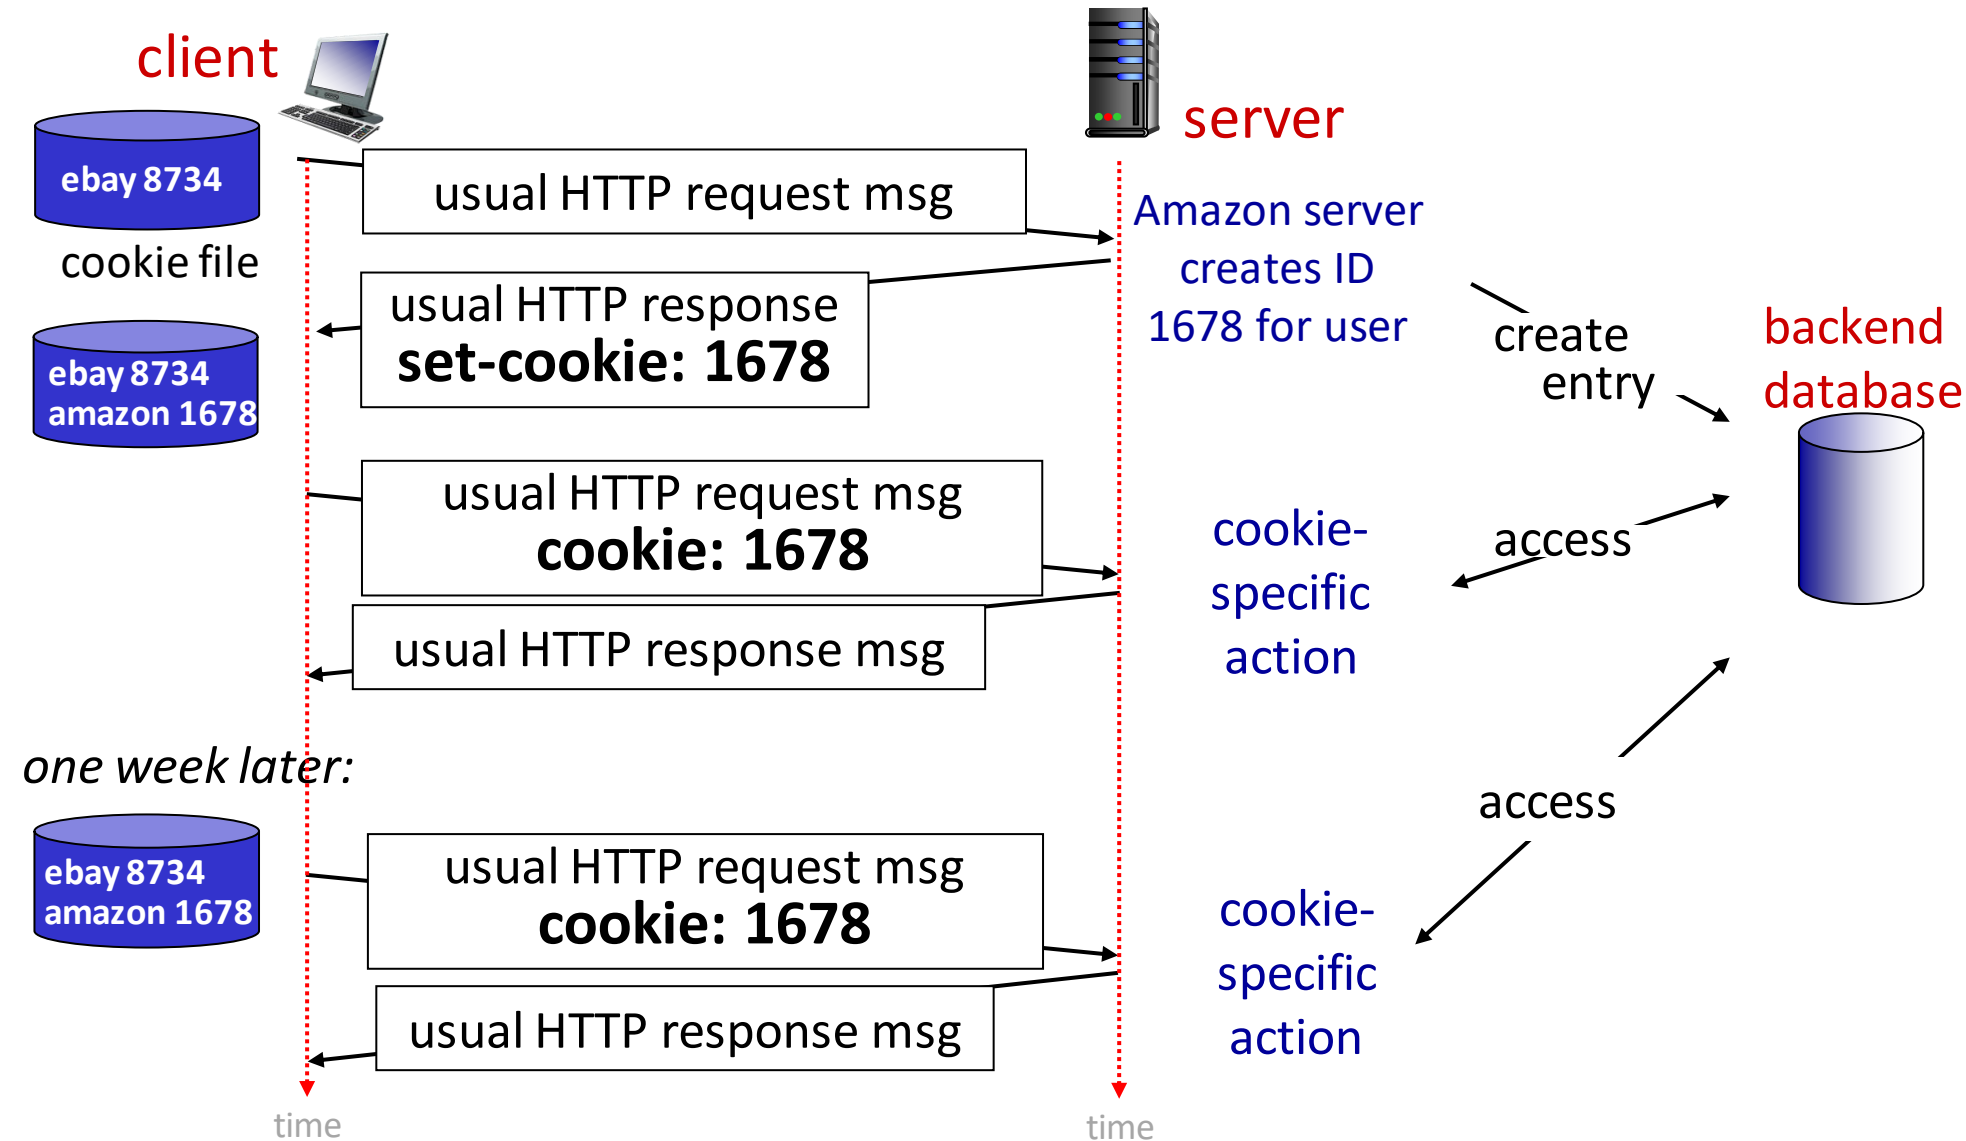 client
server
ebay 8734
cookie file
usual HTTP request msg
Amazon server
creates ID
1678 for user
usual HTTP response
set-cookie: 1678
ebay 8734
amazon 1678
create
entry
backend
database
usual HTTP request msg
cookie: 1678
cookie-
specific
action
access
usual HTTP response msg
one week later:
access
ebay 8734
amazon 1678
usual HTTP request msg
cookie: 1678
cookie-
specific
action
usual HTTP response msg
time
time